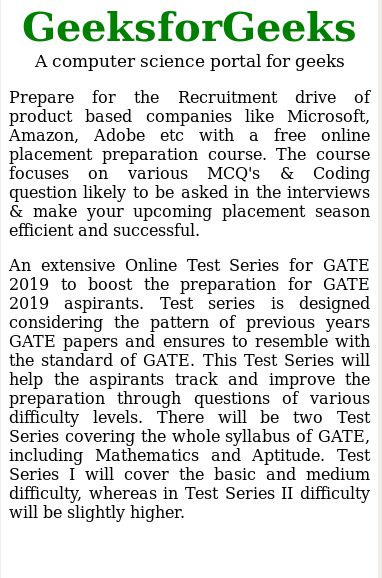 GeeksforGeeks
A computer science portal for geeks
Prepare for the Recruitment drive of
product based companies like Microsoft,
Amazon, Adobe etc with a free online
placement preparation course. The course
focuses on various MCQ's & Coding
question likely to be asked in the interviews
& make your upcoming placement season
efficient and successful.
An extensive Online Test Series for GATE
2019 to boost the preparation for GATE
2019 aspirants. Test series is designed
considering the pattern of previous years
GATE papers and ensures to resemble with
the standard of GATE. This Test Series will
help the aspirants track and improve the
preparation through questions of various
difficulty levels. There will be two Test
Series covering the whole syllabus of GATE,
including Mathematics and Aptitude. Test
Series I will cover the basic and medium
difficulty, whereas in Test Series II difficulty
will be slightly higher.